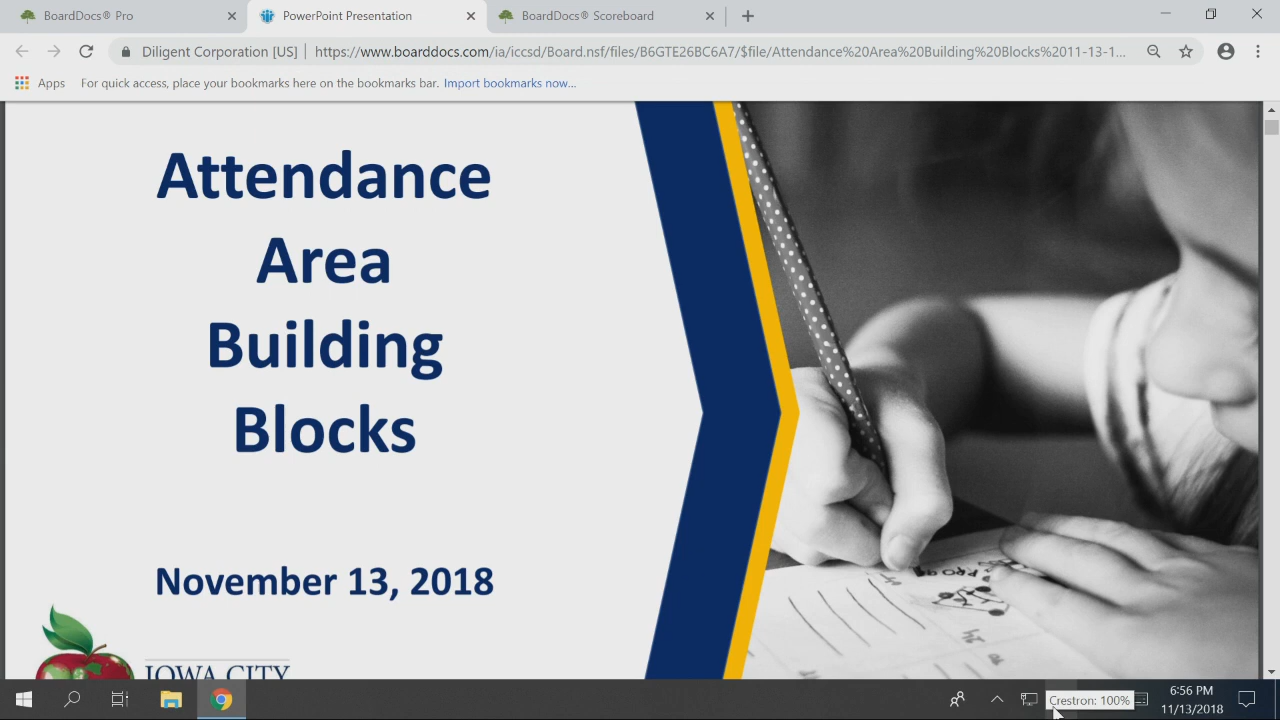 BoardDocs® Pro
PowerPoint Presentation
BoardDocs® Scoreboard
Diligent Corporation [US] | https://www.boarddocs.com/ia/iccsd/Board.nsf/files/B6GTE26BC6A7/$file/Attendance%20Area%20Building%20Blocks%2011-13-1...
Apps For quick access, place your bookmarks here on the bookmarks bar. Import bookmarks now...
Attendance
Area
Building
Blocks
November 13, 2018
IOWA CITY
Crestron: 100%
6:56 PM
11/13/2018